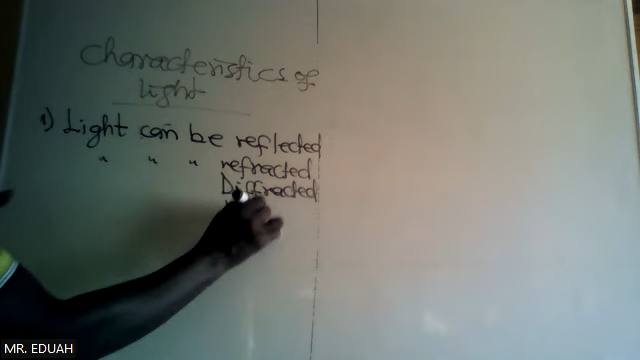 Characteristics of
light
1) Light can be reflected
" " " refracted
Diffracted
MR. EDUAH